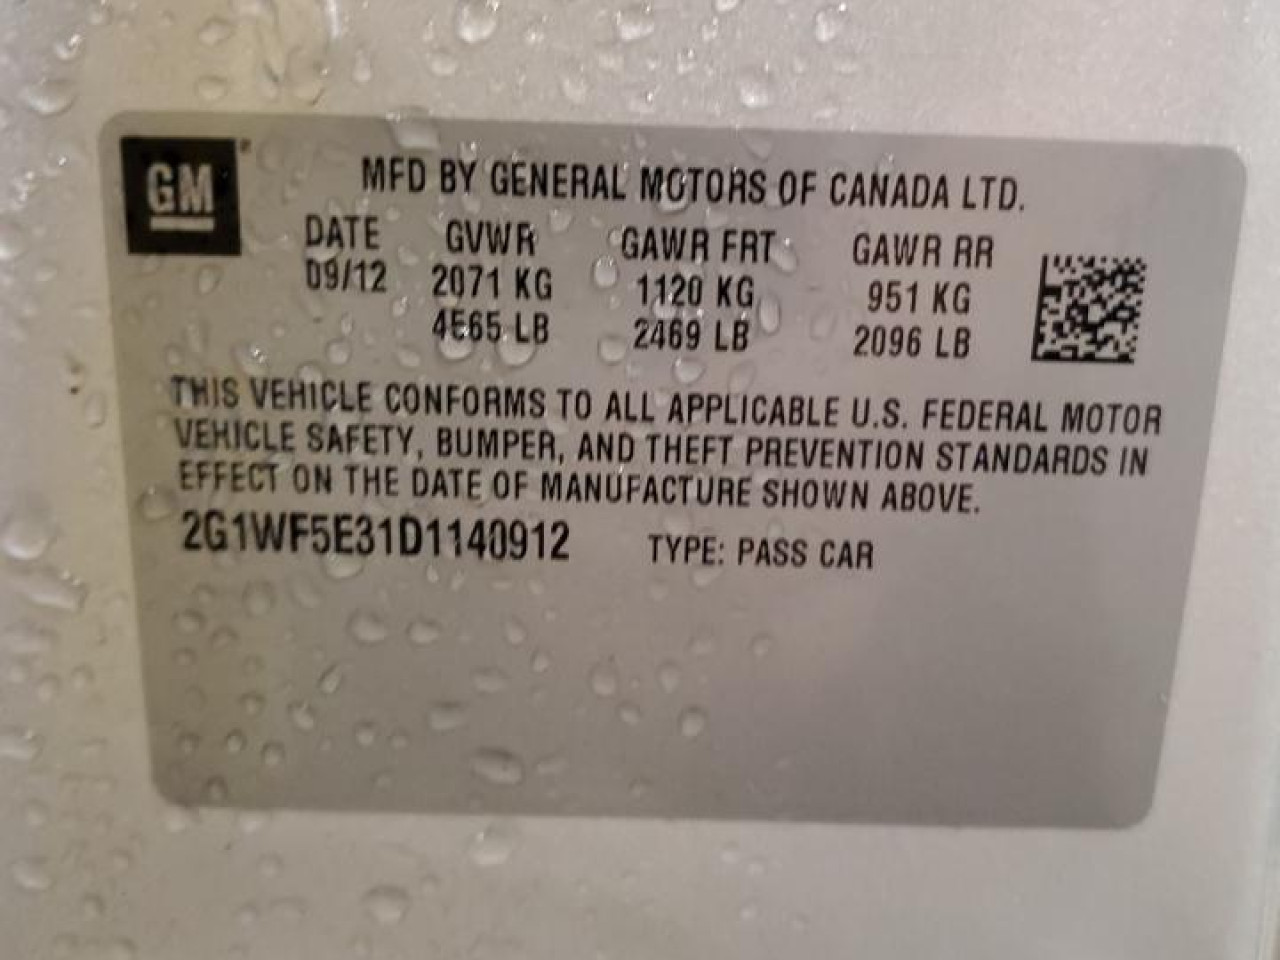 GM
MFD BY GENERAL MOTORS OF CANADA LTD.
DATE GVWR GAWR FRT GAWR RR
09/12 2071 KG 1120 KG 951 KG
4565 LB 2469 LB 2096 LB
THIS VEHICLE CONFORMS TO ALL APPLICABLE U.S. FEDERAL MOTOR
VEHICLE SAFETY, BUMPER, AND THEFT PREVENTION STANDARDS IN
EFFECT ON THE DATE OF MANUFACTURE SHOWN ABOVE.
2G1WF5E31D1140912 TYPE: PASS CAR